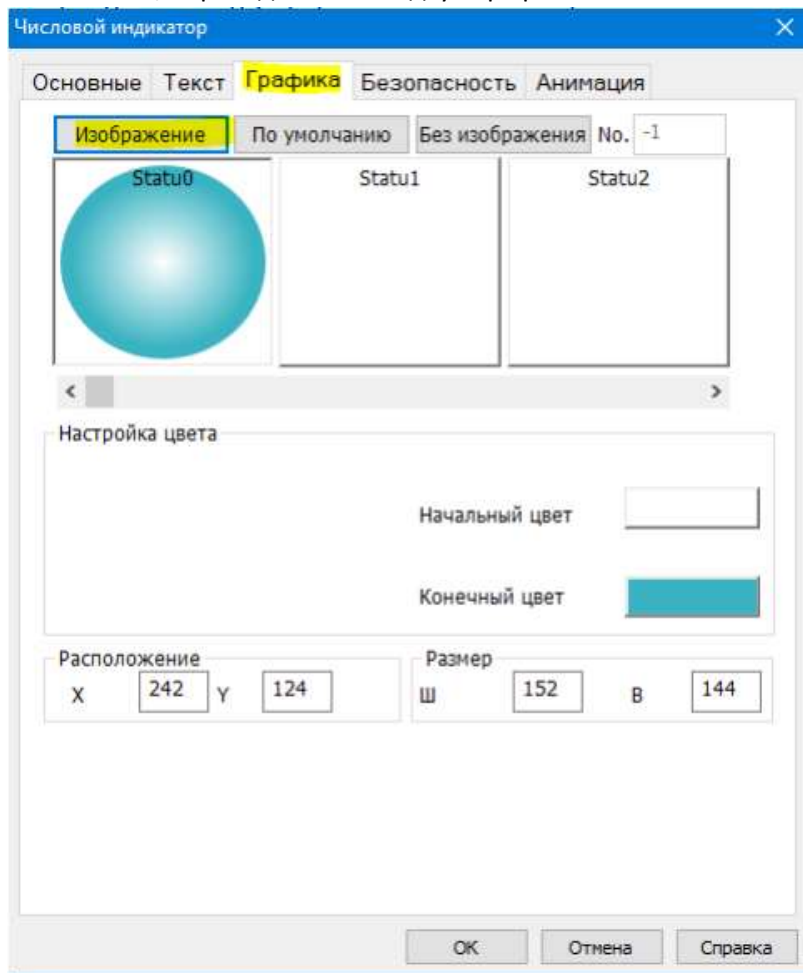 Числовой индикатор
Основные Текст Графика Безопасность Анимация
Изображение По умолчанию Без изображения No. -1
Statu0 Statu1 Statu2
Настройка цвета
Начальный цвет
Конечный цвет
Расположение Размер
X 242 Y 124 Ш 152 В 144
ОК Отмена Справка